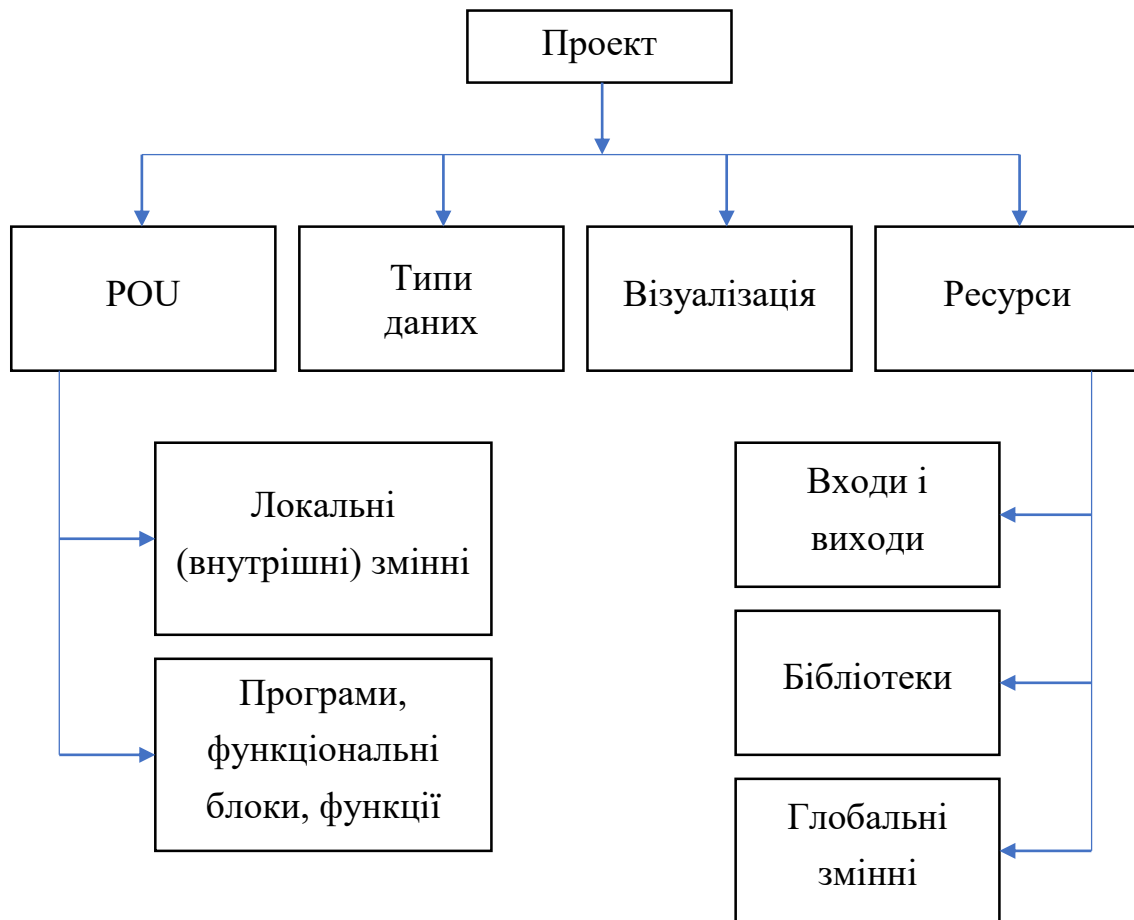 Проект
POU
Типи
даних
Візуалізація
Ресурси
Локальні
(внутрішні) змінні
Програми,
функціональні
блоки, функції
Входи і
виходи
Бібліотеки
Глобальні
змінні